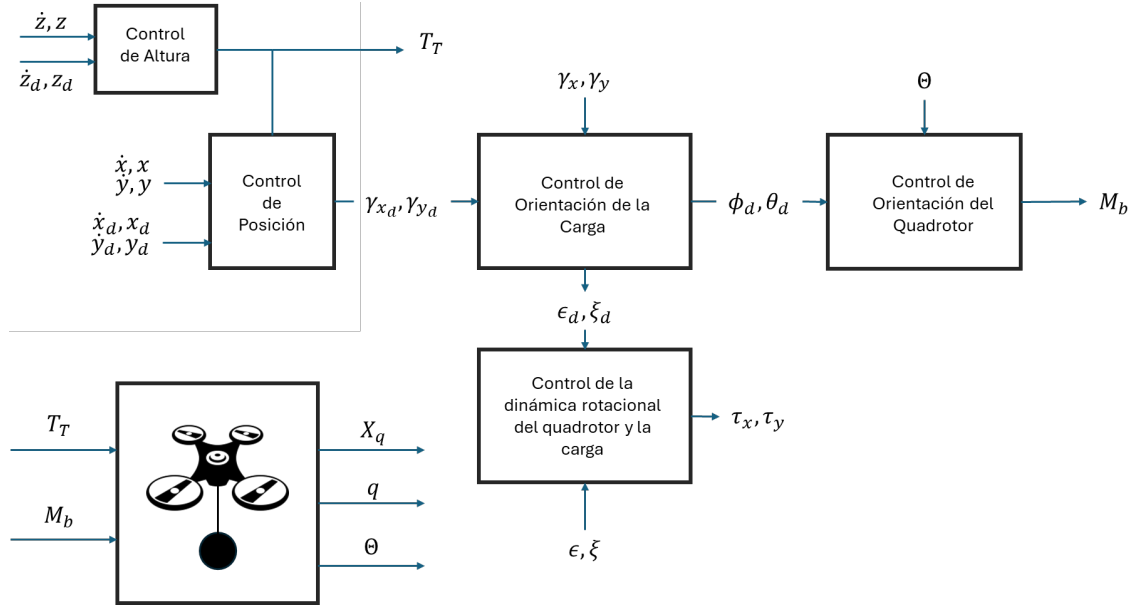 ż, z
ż_d, z_d
Control
de Altura
T_T
ẋ, x
ẏ, y
ẋ_d, x_d
ẏ_d, y_d
Control
de
Posición
γ_{x_d}, γ_{y_d}
γ_x, γ_y
Control de
Orientación de la
Carga
ϕ_d, θ_d
Θ
Control de
Orientación del
Quadrotor
M_b
ϵ_d, ξ_d
Control de la
dinámica rotacional
del quadrotor y la
carga
τ_x, τ_y
ϵ, ξ
T_T
M_b
X_q
q
Θ